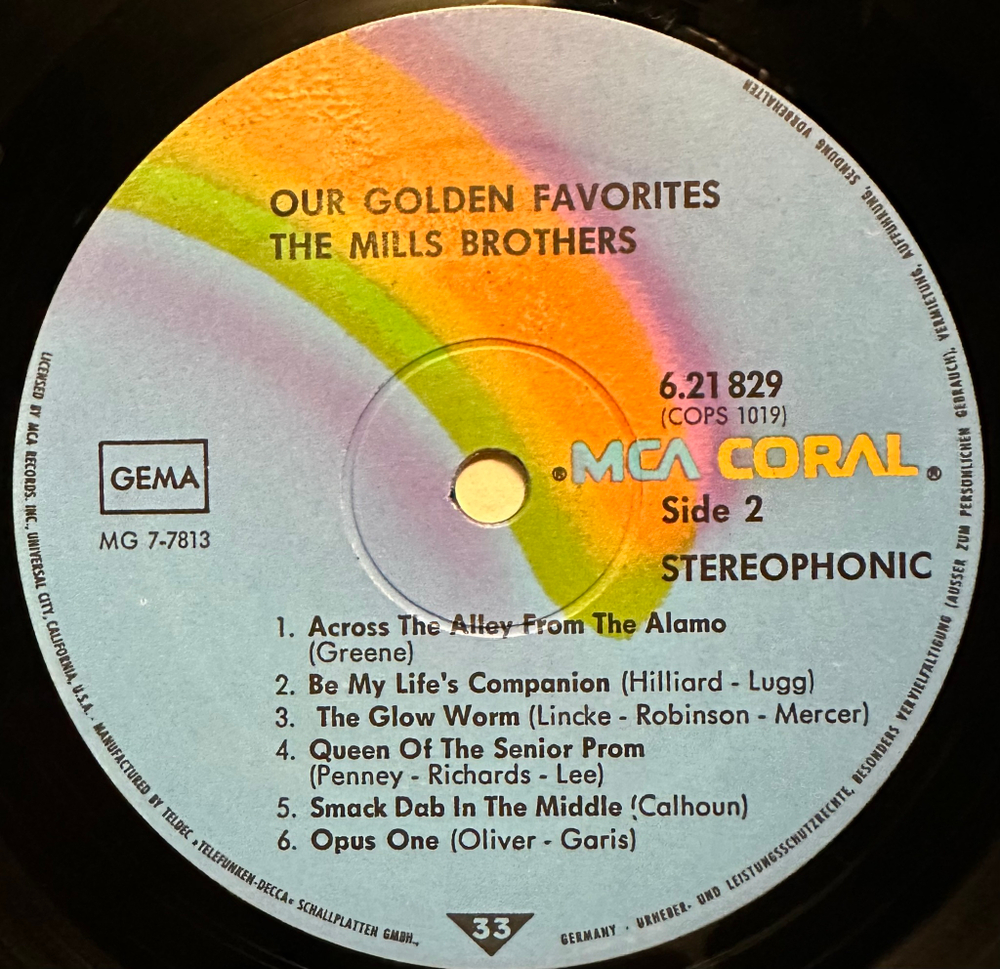 OUR GOLDEN FAVORITES
THE MILLS BROTHERS
6.21 829
(COPS 1019)
® MCA CORAL ®
GEMA
Side 2
MG 7-7813
STEREOPHONIC
1. Across The Alley From The Alamo
(Greene)
2. Be My Life's Companion (Hilliard - Lugg)
3. The Glow Worm (Lincke - Robinson - Mercer)
4. Queen Of The Senior Prom
(Penney - Richards - Lee)
5. Smack Dab In The Middle (Calhoun)
6. Opus One (Oliver - Garis)
33
LICENSED BY MCA RECORDS, INC., UNIVERSAL CITY, CALIFORNIA, U.S.A. · MANUFACTURED BY TELDEC »TELEFUNKEN-DECCA« SCHALLPLATTEN GMBH.,
GERMANY · URHEBER- UND LEISTUNGSSCHUTZRECHTE, BESONDERS VERVIELFÄLTIGUNG (AUSSER ZUM PERSÖNLICHEN GEBRAUCH), VERMIETUNG, AUFFÜHRUNG, SENDUNG VORBEHALTEN